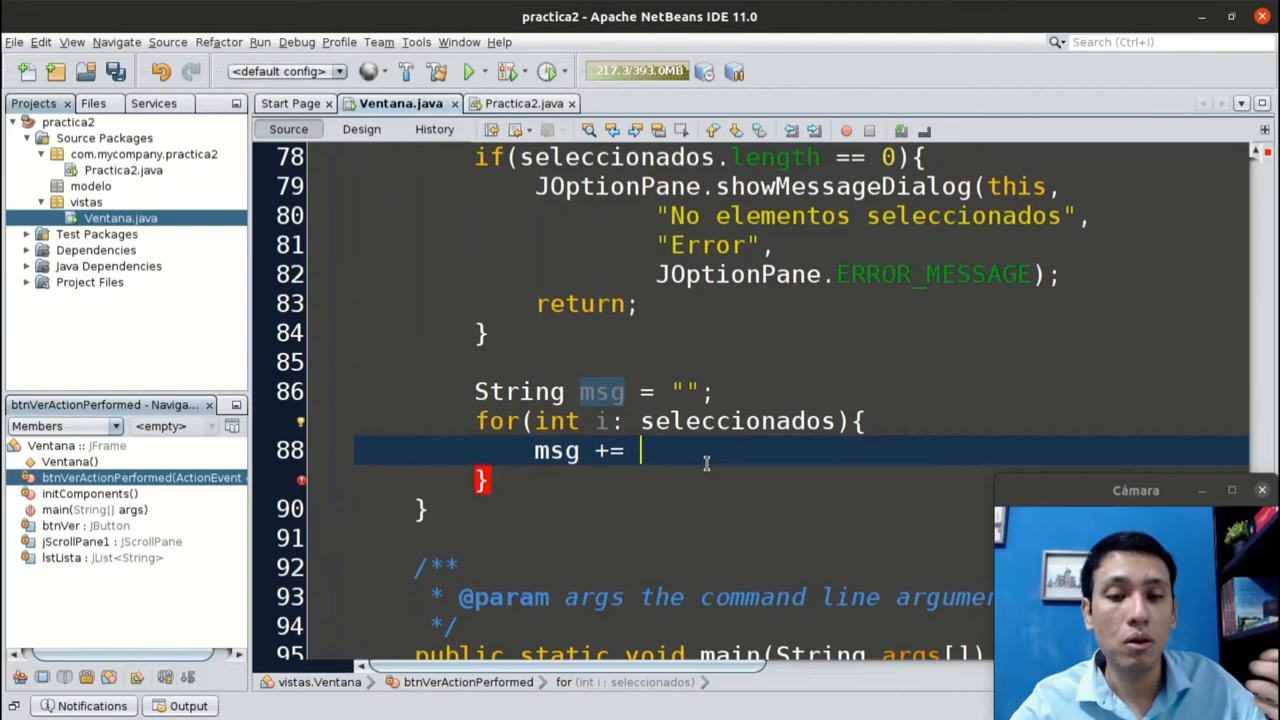 practica2 - Apache NetBeans IDE 11.0
File Edit View Navigate Source Refactor Run Debug Profile Team Tools Window Help
Search (Ctrl+I)
<default config>
217.3/393.0MB
Projects Files Services
Start Page Ventana.java Practica2.java
Source Design History
practica2
Source Packages
com.mycompany.practica2
Practica2.java
modelo
vistas
Ventana.java
Test Packages
Dependencies
Java Dependencies
Project Files
btnVerActionPerformed - Naviga...
Members <empty>
Ventana :: JFrame
Ventana()
btnVerActionPerformed(ActionEvent
initComponents()
main(String[] args)
btnVer : JButton
jScrollPane1 : JScrollPane
lstLista : JList<String>
78 if(seleccionados.length == 0){
79 JOptionPane.showMessageDialog(this,
80 "No elementos seleccionados",
81 "Error",
82 JOptionPane.ERROR_MESSAGE);
83 return;
84 }
85
86 String msg = "";
for(int i: seleccionados){
88 msg +=
}
90 }
91
92 /**
93 * @param args the command line argumen
94 */
95 public static void main(String args[])
Cámara
vistas.Ventana btnVerActionPerformed for (int i : seleccionados)
Notifications Output